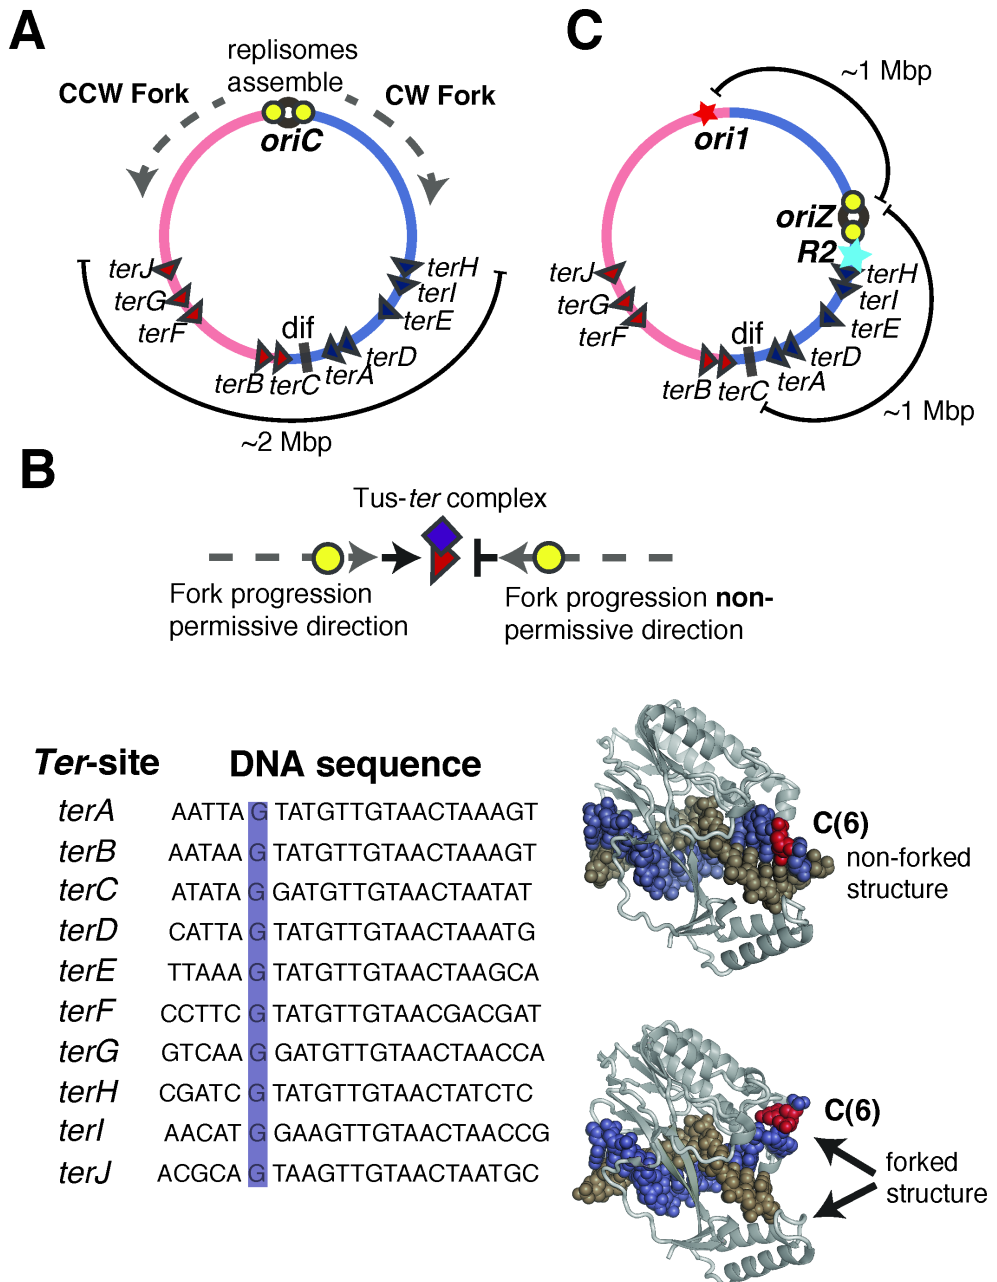 A
replisomes
assemble
CCW Fork
CW Fork
oriC
terJ
terH
terG
terI
terF
terE
dif
terD
terB
terC
terA
~2 Mbp
C
~1 Mbp
ori1
oriZ
R2
terJ
terH
terG
terI
terF
terE
dif
terD
terB
terC
terA
~1 Mbp
B
Tus-ter complex
Fork progression
permissive direction
Fork progression non-
permissive direction
Ter-site DNA sequence
terA AATTA G TATGTTGTAACTAAAGT
terB AATAA G TATGTTGTAACTAAAGT
terC ATATA G GATGTTGTAACTAATAT
terD CATTA G TATGTTGTAACTAAATG
terE TTAAA G TATGTTGTAACTAAGCA
terF CCTTC G TATGTTGTAACGACGAT
terG GTCAA G GATGTTGTAACTAACCA
terH CGATC G TATGTTGTAACTATCTC
terI AACAT G GAAGTTGTAACTAACCG
terJ ACGCA G TAAGTTGTAACTAATGC
C(6)
non-forked
structure
C(6)
forked
structure